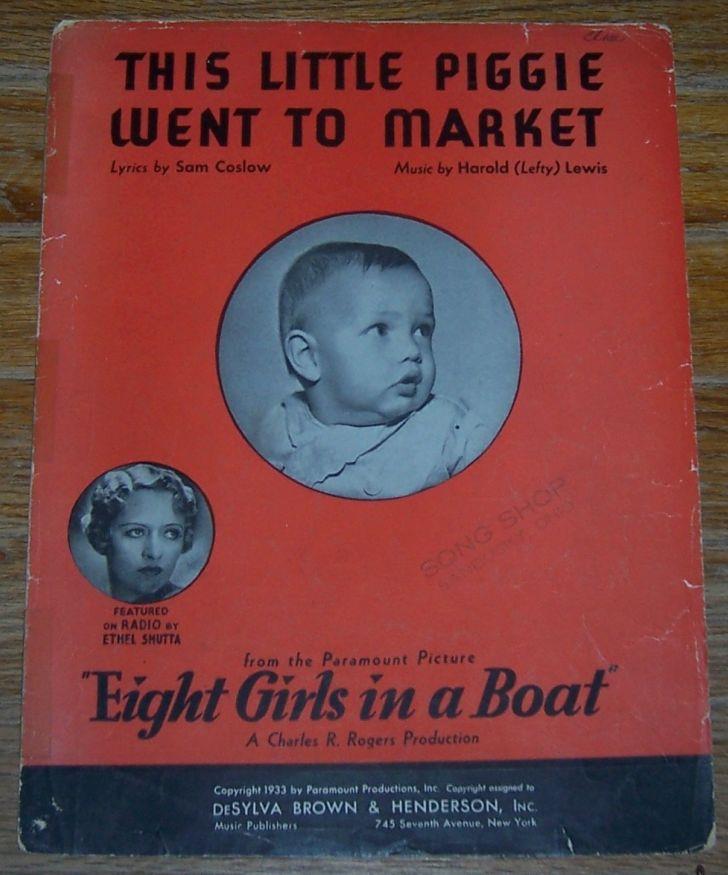 THIS LITTLE PIGGIE
WENT TO MARKET
Lyrics by Sam Coslow
Music by Harold (Lefty) Lewis
SONG SHOP
SANDUSKY, OHIO
FEATURED
ON RADIO BY
ETHEL SHUTTA
from the Paramount Picture
"Eight Girls in a Boat"
A Charles R. Rogers Production
Copyright 1933 by Paramount Productions, Inc. Copyright assigned to
DeSYLVA BROWN & HENDERSON, Inc.
Music Publishers 745 Seventh Avenue, New York